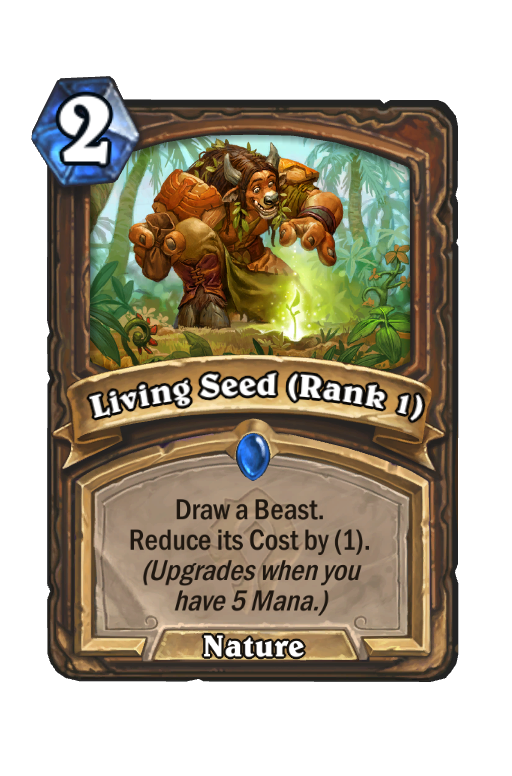 2
Living Seed (Rank 1)
Draw a Beast.
Reduce its Cost by (1).
(Upgrades when you
have 5 Mana.)
Nature